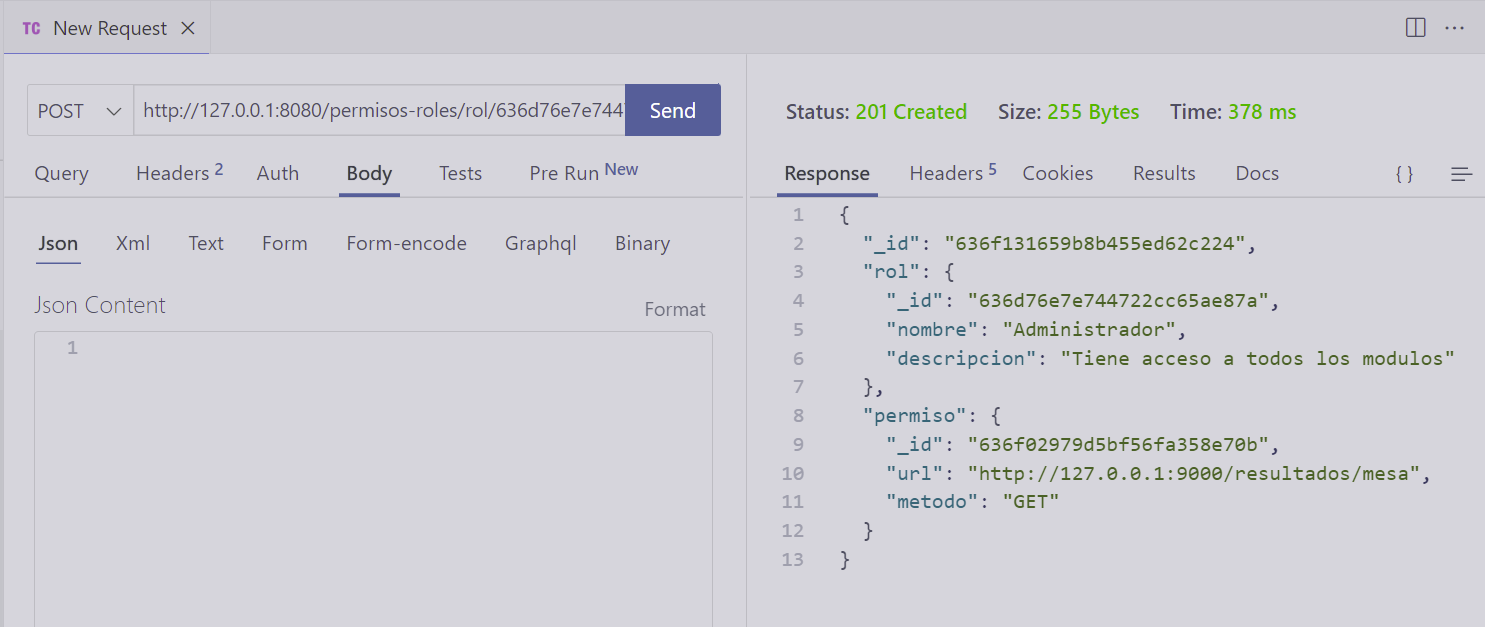 TC New Request
POST http://127.0.0.1:8080/permisos-roles/rol/636d76e7e744 Send
Query Headers 2 Auth Body Tests Pre Run New
Json Xml Text Form Form-encode Graphql Binary
Json Content Format
1
Status: 201 Created Size: 255 Bytes Time: 378 ms
Response Headers 5 Cookies Results Docs { }
1 {
2 "_id": "636f131659b8b455ed62c224",
3 "rol": {
4 "_id": "636d76e7e744722cc65ae87a",
5 "nombre": "Administrador",
6 "descripcion": "Tiene acceso a todos los modulos"
7 },
8 "permiso": {
9 "_id": "636f02979d5bf56fa358e70b",
10 "url": "http://127.0.0.1:9000/resultados/mesa",
11 "metodo": "GET"
12 }
13 }